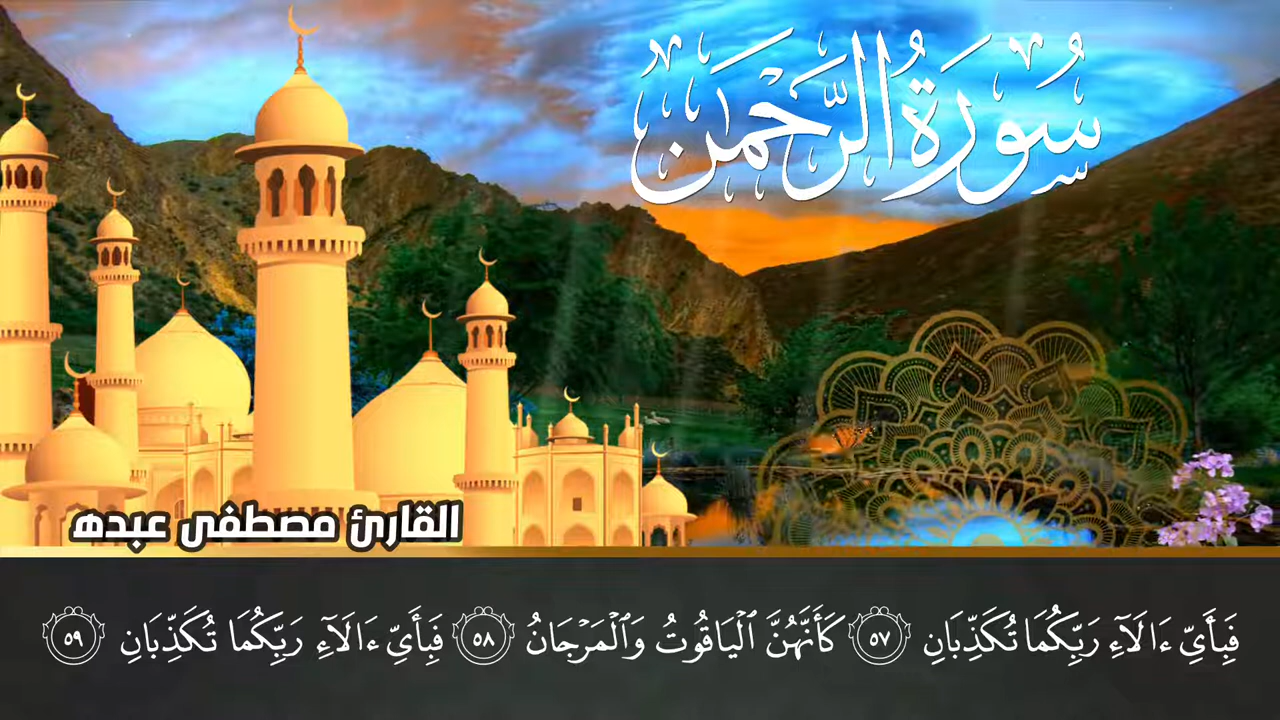 سُورَةُ الرَّحْمَٰن
القارئ مصطفى عبده
فَبِأَيِّ ءَالَآءِ رَبِّكُمَا تُكَذِّبَانِ ٥٧ كَأَنَّهُنَّ ٱلْيَاقُوتُ وَٱلْمَرْجَانُ ٥٨ فَبِأَيِّ ءَالَآءِ رَبِّكُمَا تُكَذِّبَانِ ٥٩